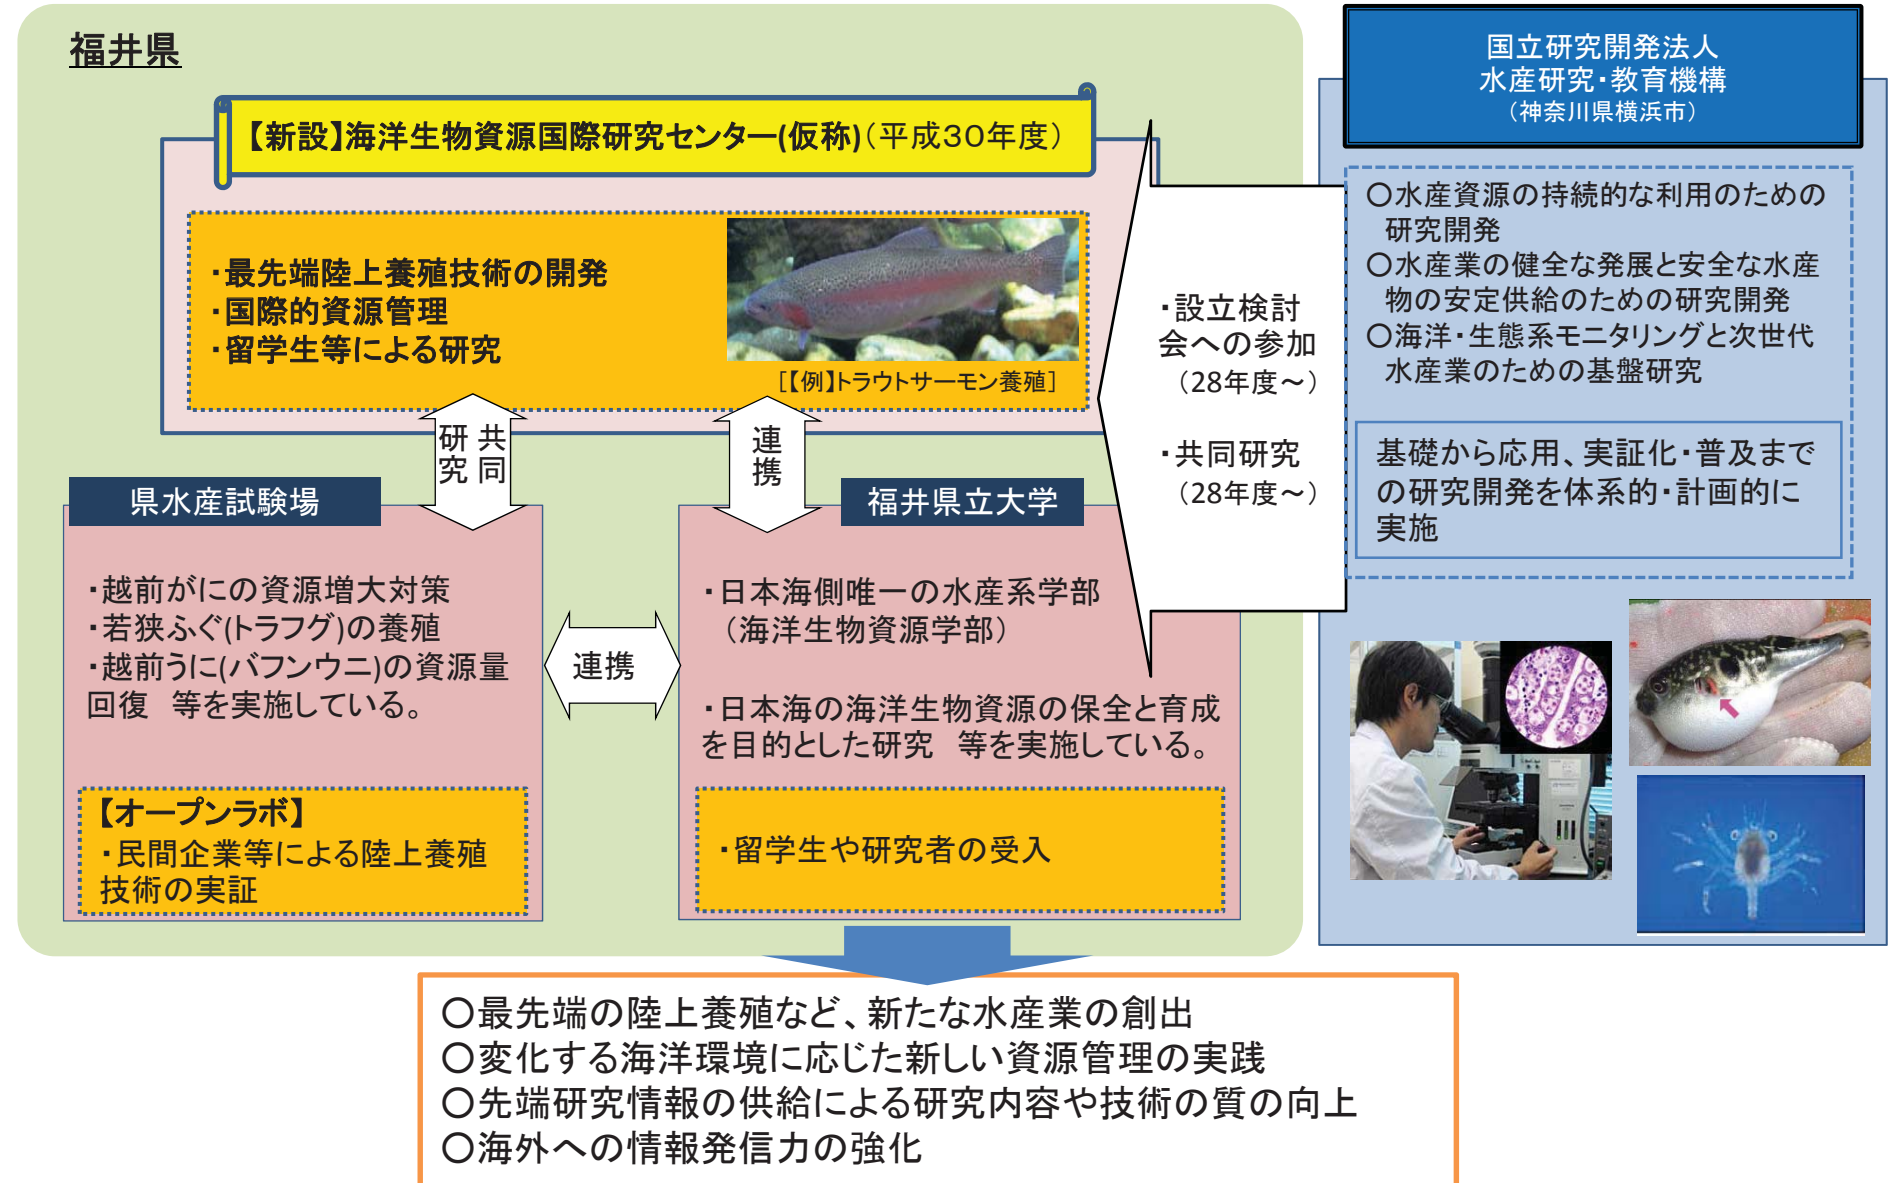 福井県
【新設】海洋生物資源国際研究センター(仮称)（平成３０年度）
・最先端陸上養殖技術の開発
・国際的資源管理
・留学生等による研究
［【例】トラウトサーモン養殖］
共同
研究
連携
県水産試験場
・越前がにの資源増大対策
・若狭ふぐ(トラフグ)の養殖
・越前うに(バフンウニ)の資源量
回復　等を実施している。
【オープンラボ】
・民間企業等による陸上養殖
技術の実証
連携
福井県立大学
・日本海側唯一の水産系学部
（海洋生物資源学部）
・日本海の海洋生物資源の保全と育成
を目的とした研究　等を実施している。
・留学生や研究者の受入
・設立検討
会への参加
（28年度～）
・共同研究
（28年度～）
国立研究開発法人
水産研究・教育機構
（神奈川県横浜市）
〇水産資源の持続的な利用のための
研究開発
〇水産業の健全な発展と安全な水産
物の安定供給のための研究開発
〇海洋・生態系モニタリングと次世代
水産業のための基盤研究
基礎から応用、実証化・普及まで
の研究開発を体系的・計画的に
実施
〇最先端の陸上養殖など、新たな水産業の創出
〇変化する海洋環境に応じた新しい資源管理の実践
〇先端研究情報の供給による研究内容や技術の質の向上
〇海外への情報発信力の強化